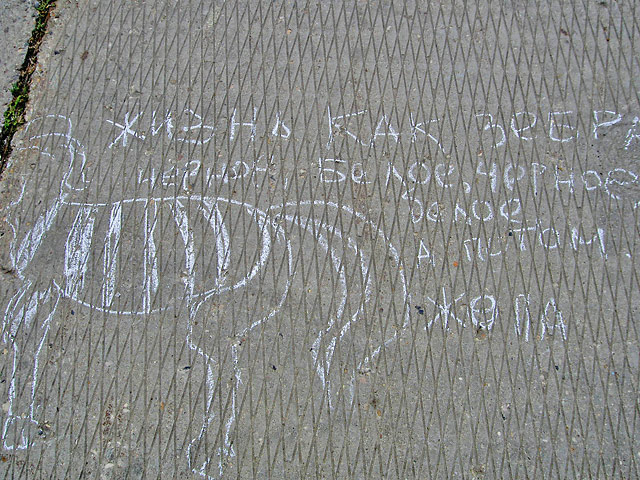 жизнь КАК ЗЕБРА
черное, Белое, черное
белое
А потом,
жопа